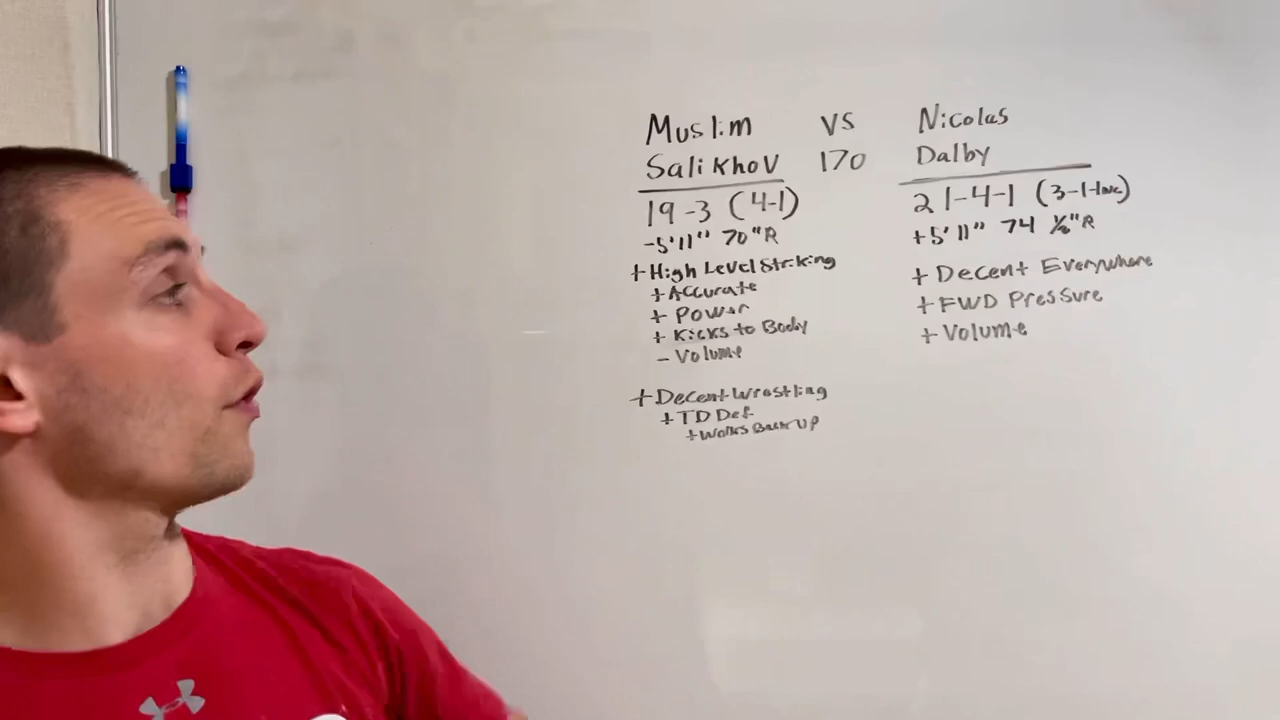 Muslim VS Nicolas
Salikhov 170 Dalby
19-3 (4-1)
-5'11" 70"R
+High Level Striking
+Accurate
+Power
+Kicks to Body
-Volume
+Decent Wrestling
+TD Def
+Works Back UP
21-4-1 (3-1-1NC)
+5'11" 74 ½"R
+Decent Everywhere
+FWD Pressure
+Volume